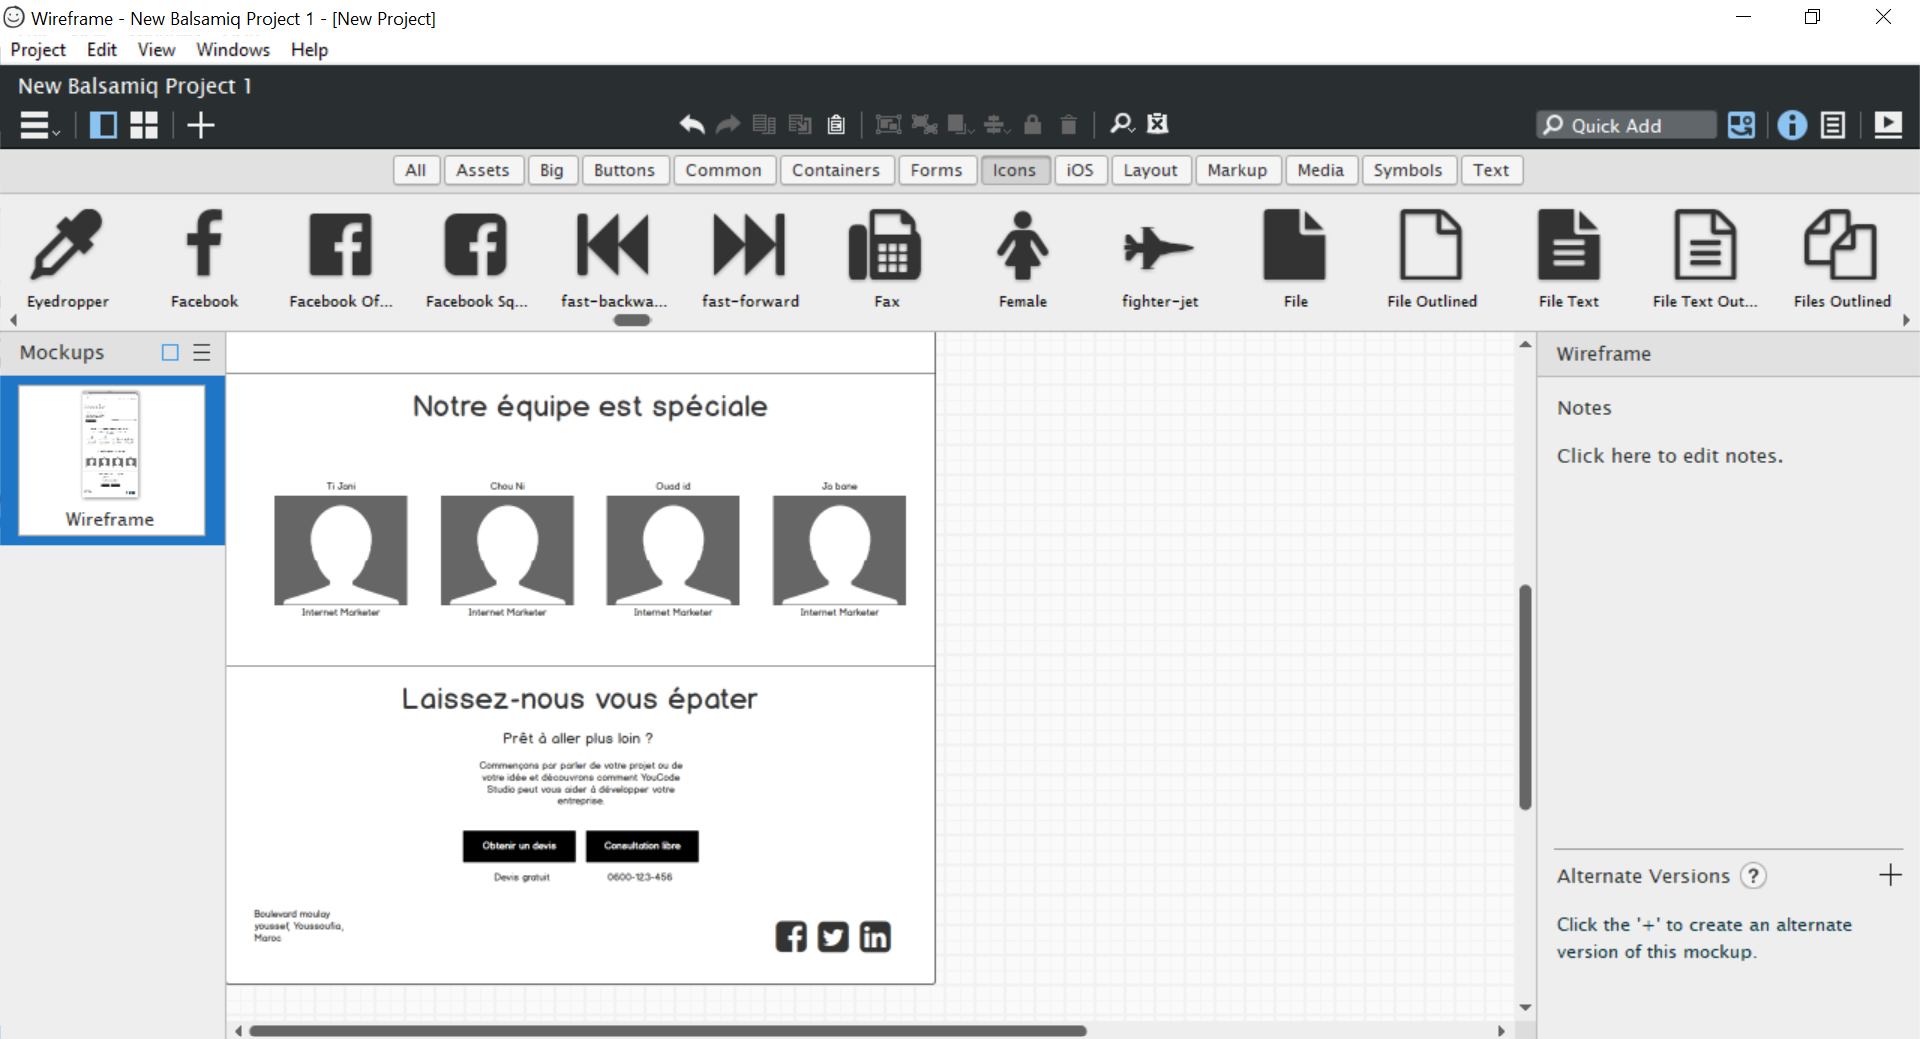 Wireframe - New Balsamiq Project 1 - [New Project]
Project Edit View Windows Help
New Balsamiq Project 1
Quick Add
All Assets Big Buttons Common Containers Forms Icons iOS Layout Markup Media Symbols Text
Eyedropper Facebook Facebook Of... Facebook Sq... fast-backwa... fast-forward Fax Female fighter-jet File File Outlined File Text File Text Out... Files Outlined
Mockups
Wireframe
Notre équipe est spéciale
Ti Jani Chou Ni Ouad id Jo bane
Internet Marketer Internet Marketer Internet Marketer Internet Marketer
Laissez-nous vous épater
Prêt à aller plus loin ?
Commençons par parler de votre projet ou de
votre idée et découvrons comment YouCode
Studio peut vous aider à développer votre
entreprise.
Obtenir un devis Consultation libre
Devis gratuit 0600-123-456
Boulevard moulay
youssef, Youssoufia,
Maroc
Wireframe
Notes
Click here to edit notes.
Alternate Versions ?
Click the '+' to create an alternate
version of this mockup.